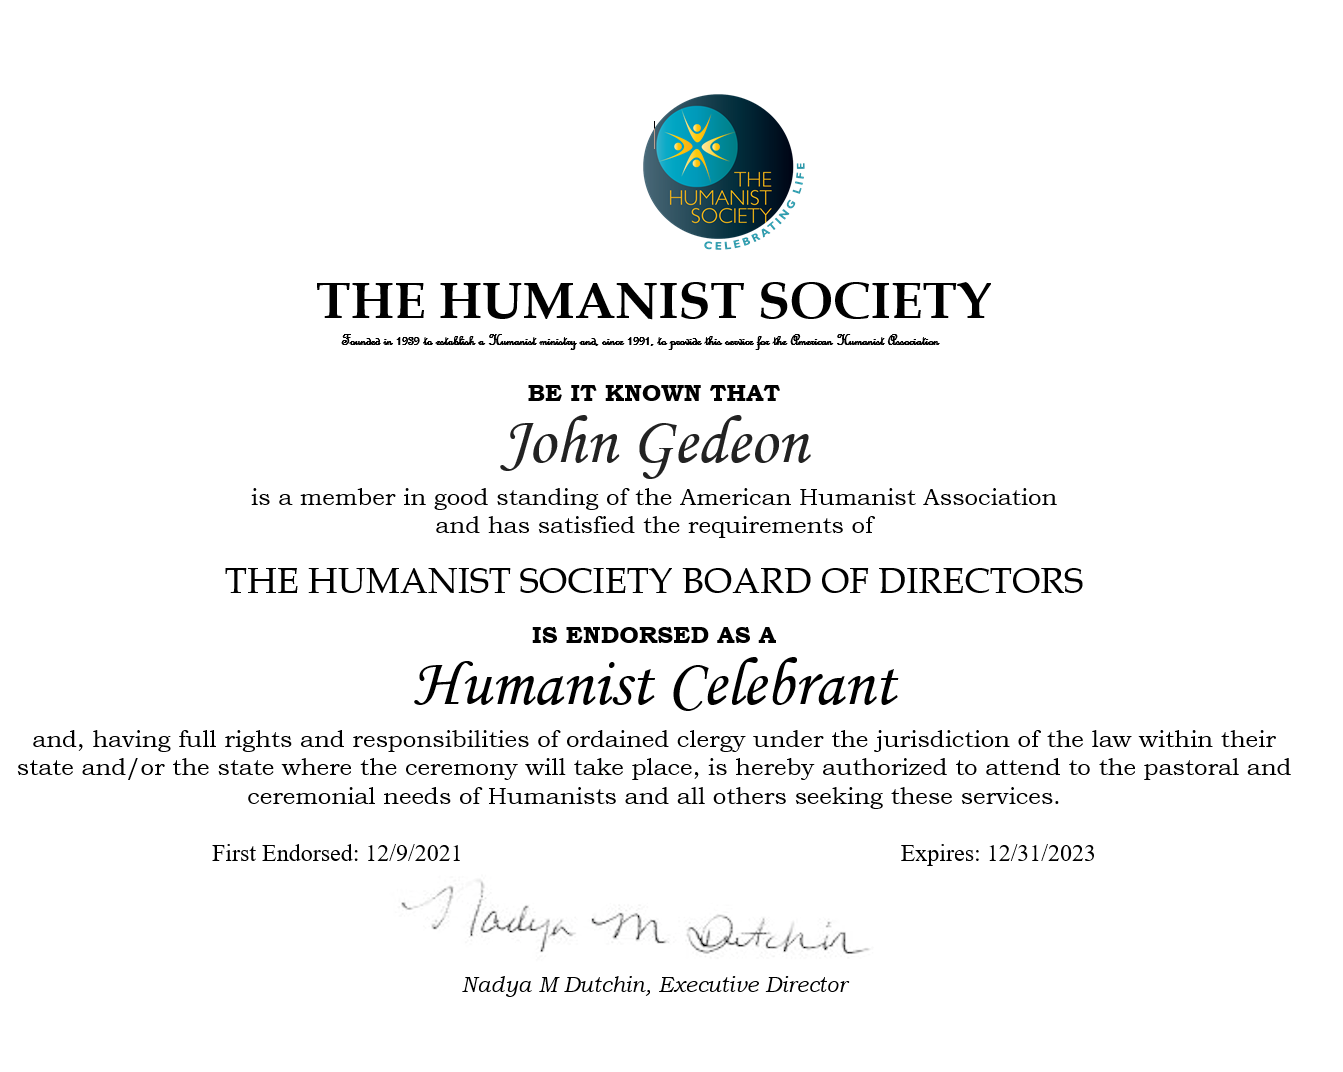 THE
HUMANIST
SOCIETY
CELEBRATING LIFE
THE HUMANIST SOCIETY
Founded in 1939 to establish a Humanist ministry and, since 1991, to provide this service for the American Humanist Association
BE IT KNOWN THAT
John Gedeon
is a member in good standing of the American Humanist Association
and has satisfied the requirements of
THE HUMANIST SOCIETY BOARD OF DIRECTORS
IS ENDORSED AS A
Humanist Celebrant
and, having full rights and responsibilities of ordained clergy under the jurisdiction of the law within their
state and/or the state where the ceremony will take place, is hereby authorized to attend to the pastoral and
ceremonial needs of Humanists and all others seeking these services.
First Endorsed: 12/9/2021 Expires: 12/31/2023
Nadya M Dutchin
Nadya M Dutchin, Executive Director